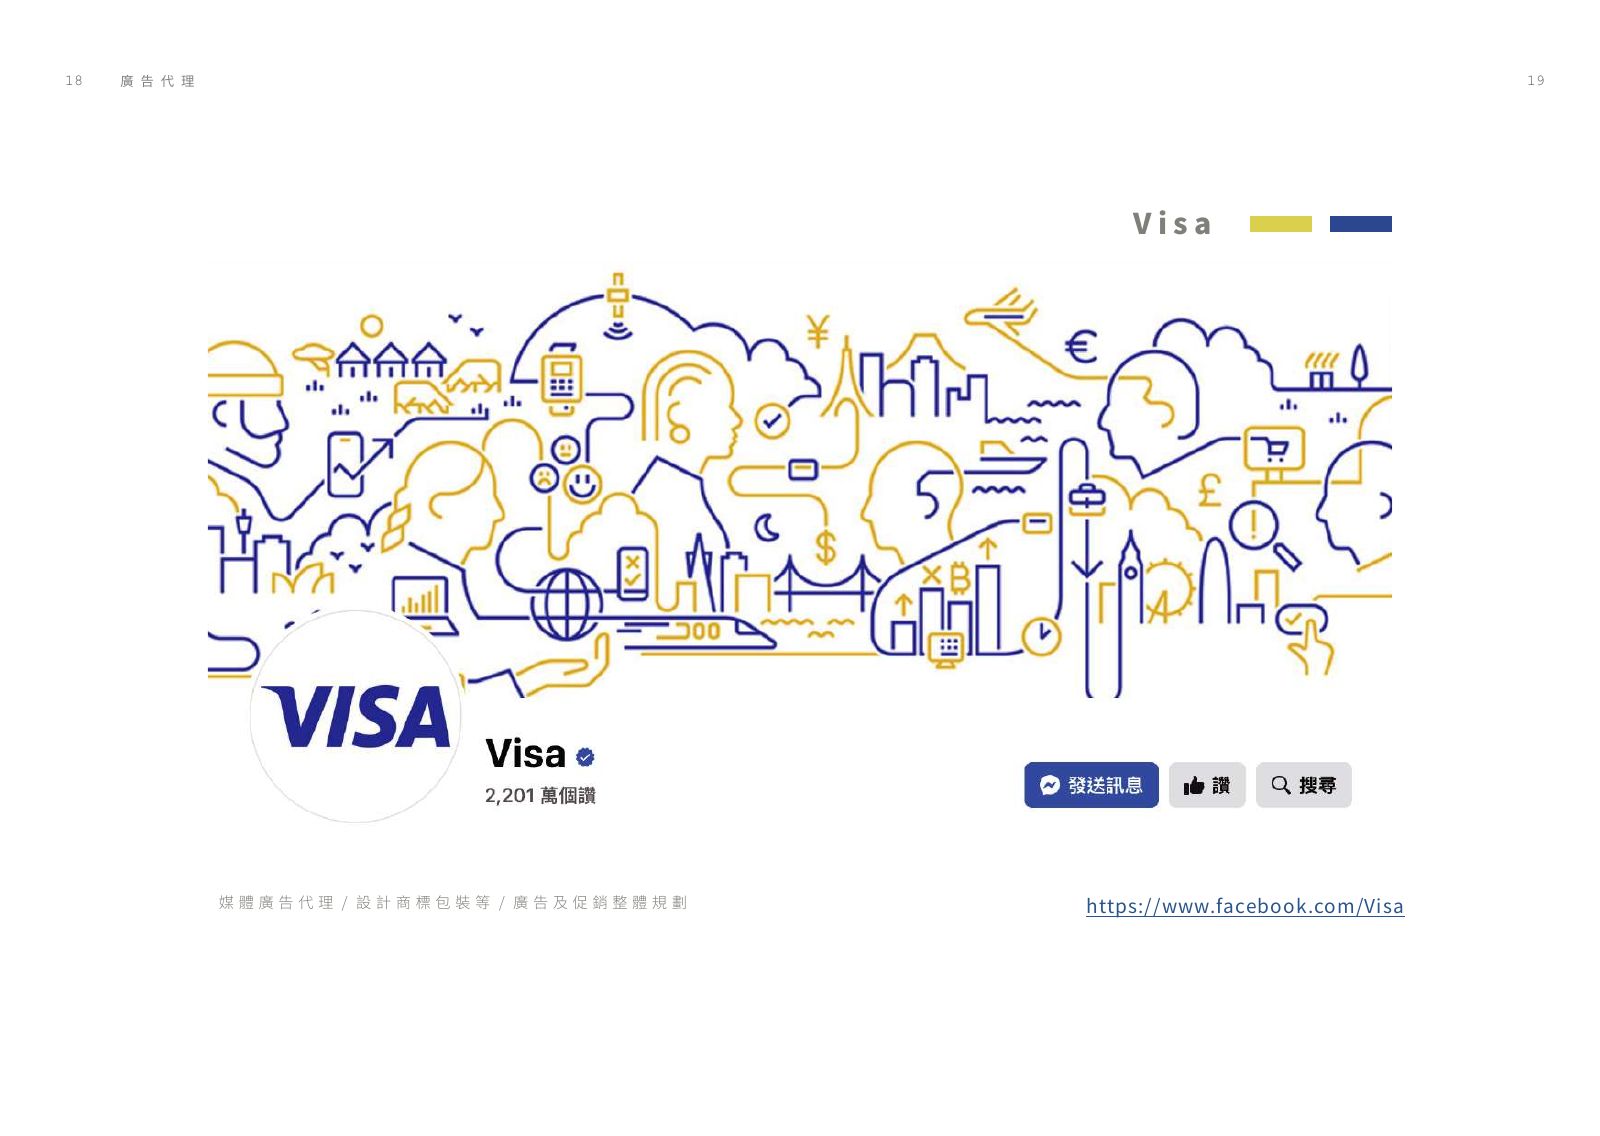 18 廣告代理
19
Visa
¥
€
£
$
VISA
Visa
2,201 萬個讚
發送訊息
讚
搜尋
媒體廣告代理 / 設計商標包裝等 / 廣告及促銷整體規劃
https://www.facebook.com/Visa